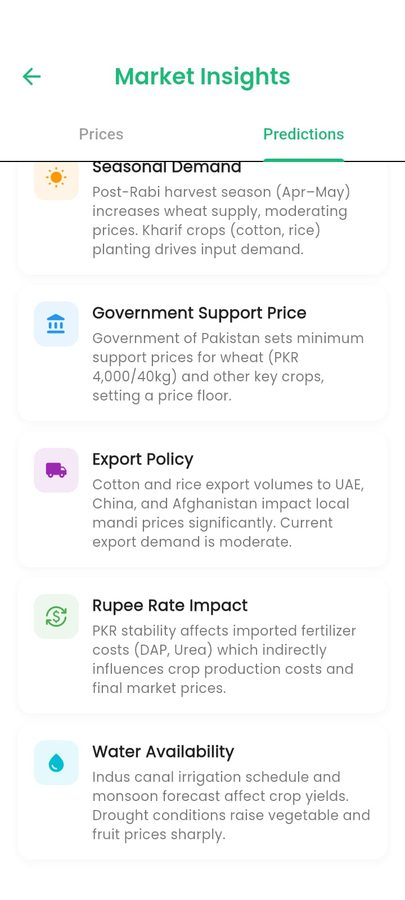 Market Insights
Prices
Predictions
Seasonal Demand
Post-Rabi harvest season (Apr–May)
increases wheat supply, moderating
prices. Kharif crops (cotton, rice)
planting drives input demand.
Government Support Price
Government of Pakistan sets minimum
support prices for wheat (PKR
4,000/40kg) and other key crops,
setting a price floor.
Export Policy
Cotton and rice export volumes to UAE,
China, and Afghanistan impact local
mandi prices significantly. Current
export demand is moderate.
Rupee Rate Impact
PKR stability affects imported fertilizer
costs (DAP, Urea) which indirectly
influences crop production costs and
final market prices.
Water Availability
Indus canal irrigation schedule and
monsoon forecast affect crop yields.
Drought conditions raise vegetable and
fruit prices sharply.